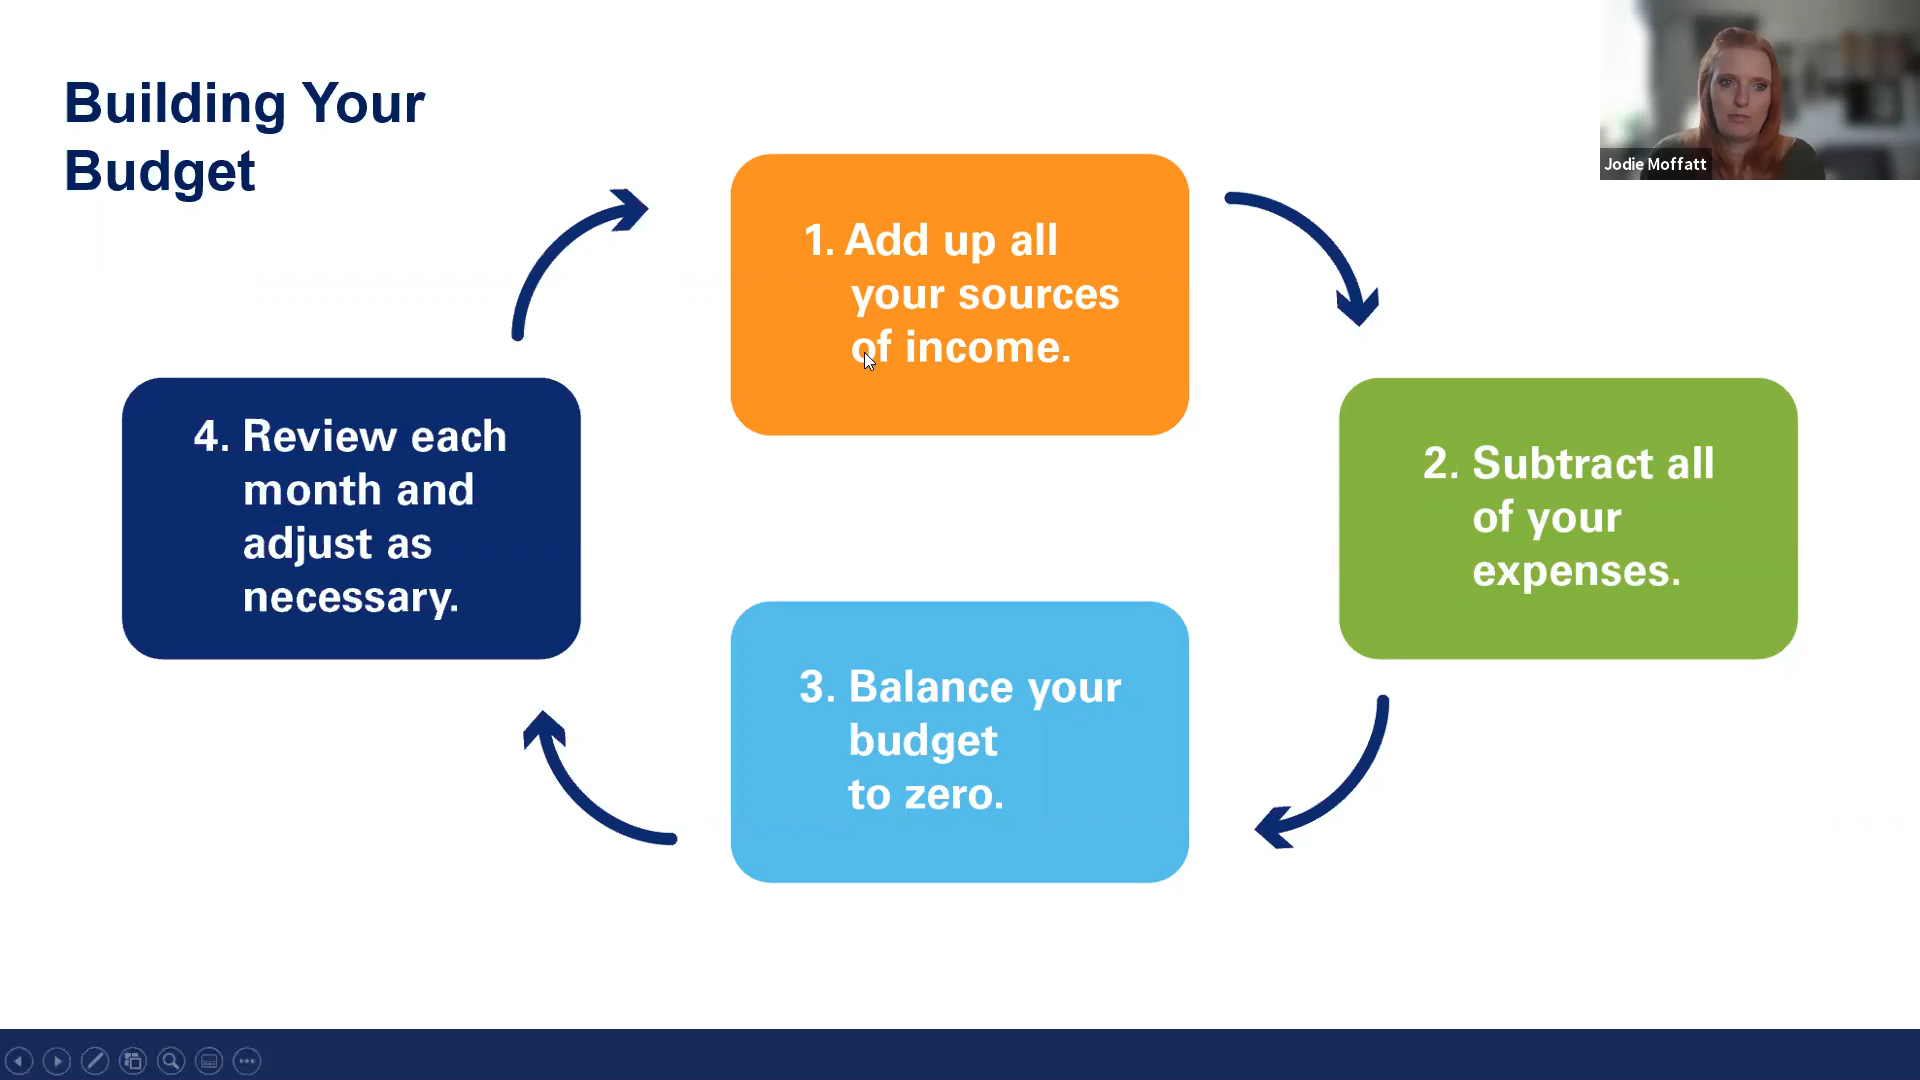 Building Your
Budget
Jodie Moffatt
1. Add up all
your sources
of income.
2. Subtract all
of your
expenses.
3. Balance your
budget
to zero.
4. Review each
month and
adjust as
necessary.